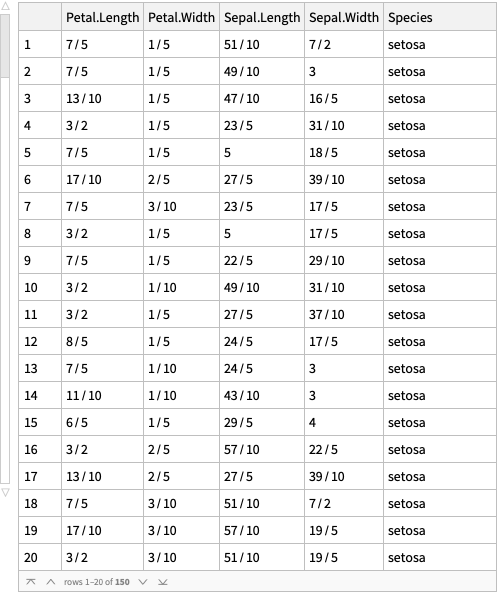 Petal.Length Petal.Width Sepal.Length Sepal.Width Species
1 7/5 1/5 51/10 7/2 setosa
2 7/5 1/5 49/10 3 setosa
3 13/10 1/5 47/10 16/5 setosa
4 3/2 1/5 23/5 31/10 setosa
5 7/5 1/5 5 18/5 setosa
6 17/10 2/5 27/5 39/10 setosa
7 7/5 3/10 23/5 17/5 setosa
8 3/2 1/5 5 17/5 setosa
9 7/5 1/5 22/5 29/10 setosa
10 3/2 1/10 49/10 31/10 setosa
11 3/2 1/5 27/5 37/10 setosa
12 8/5 1/5 24/5 17/5 setosa
13 7/5 1/10 24/5 3 setosa
14 11/10 1/10 43/10 3 setosa
15 6/5 1/5 29/5 4 setosa
16 3/2 2/5 57/10 22/5 setosa
17 13/10 2/5 27/5 39/10 setosa
18 7/5 3/10 51/10 7/2 setosa
19 17/10 3/10 57/10 19/5 setosa
20 3/2 3/10 51/10 19/5 setosa
rows 1–20 of 150